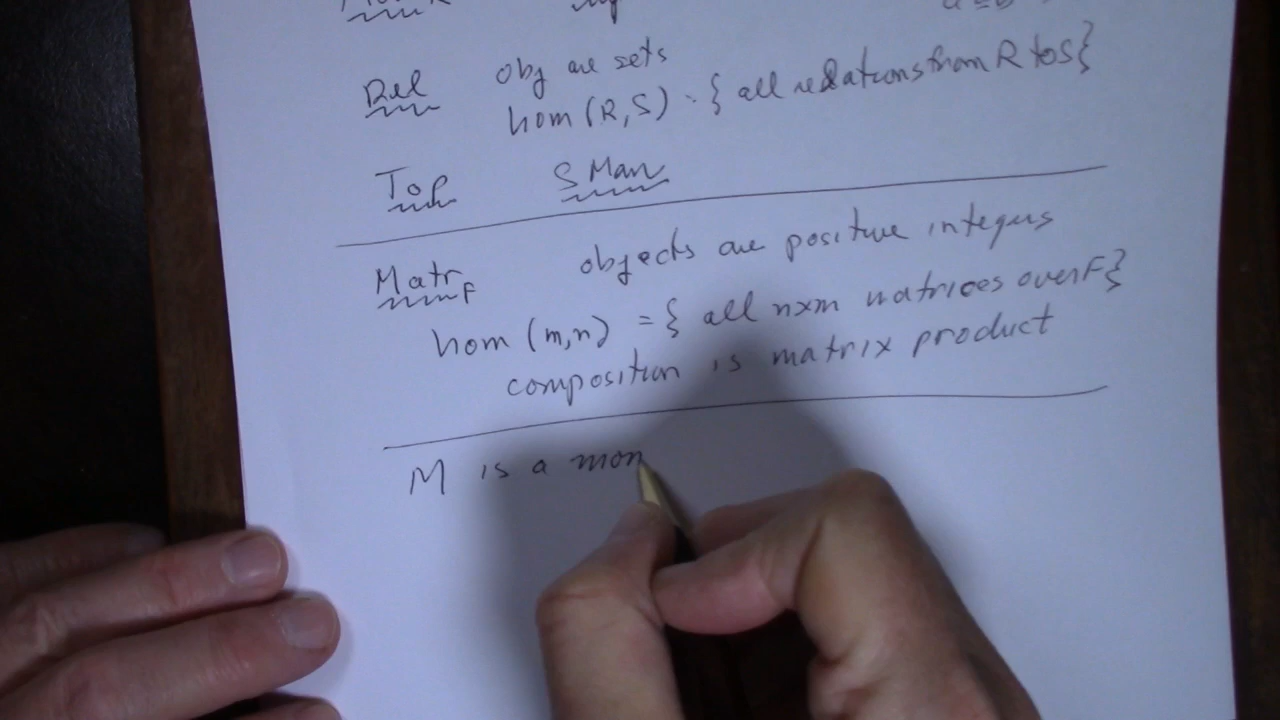 Rel obj are sets
hom (R,S) = { all relations from R to S }
Top SMan
Matr_F objects are positive integers
hom (m,n) = { all nxm matrices over F }
composition is matrix product
M is a mon